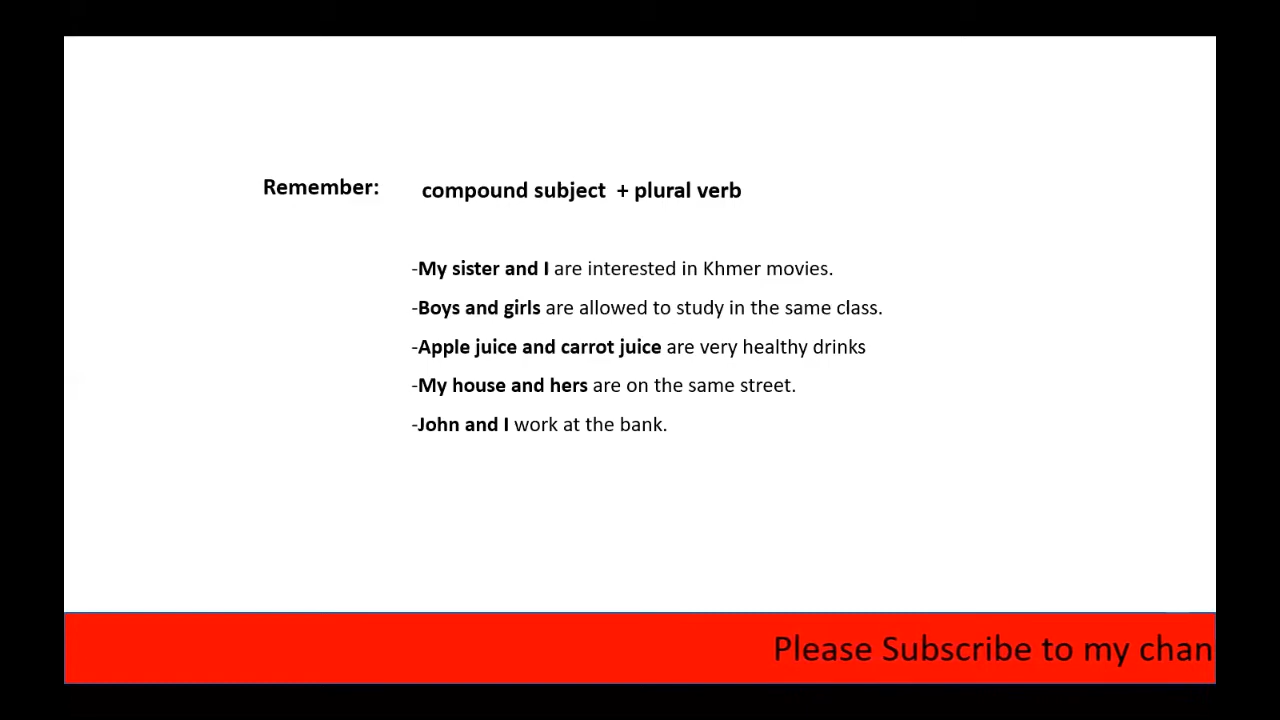 Remember: compound subject + plural verb
-My sister and I are interested in Khmer movies.
-Boys and girls are allowed to study in the same class.
-Apple juice and carrot juice are very healthy drinks
-My house and hers are on the same street.
-John and I work at the bank.
Please Subscribe to my chan